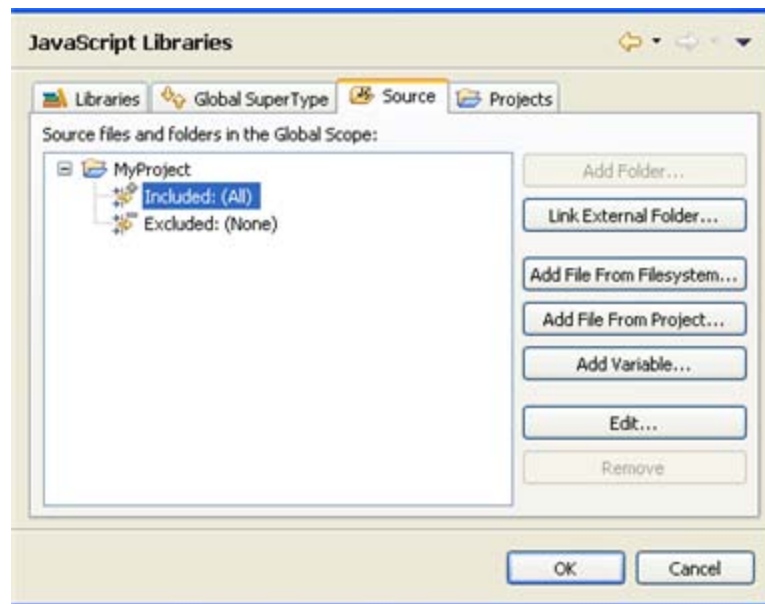 JavaScript Libraries
Libraries
Global SuperType
Source
Projects
Source files and folders in the Global Scope:
MyProject
Included: (All)
Excluded: (None)
Add Folder...
Link External Folder...
Add File From Filesystem...
Add File From Project...
Add Variable...
Edit...
Remove
OK
Cancel